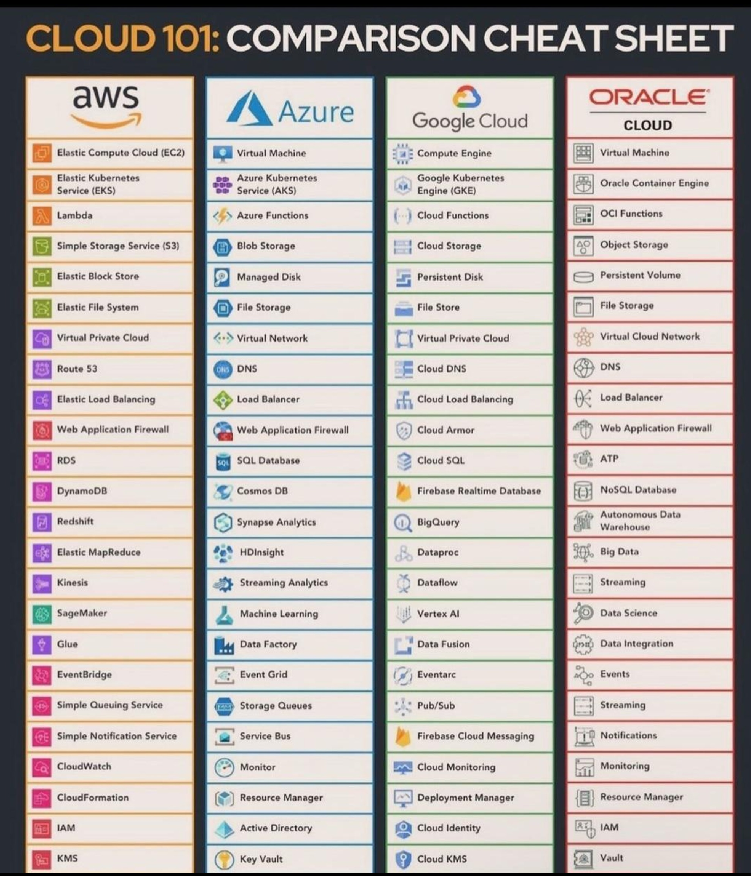 CLOUD 101: COMPARISON CHEAT SHEET
aws
Azure
Google Cloud
ORACLE
CLOUD
Elastic Compute Cloud (EC2)
Virtual Machine
Compute Engine
Virtual Machine
Elastic Kubernetes
Service (EKS)
Azure Kubernetes
Service (AKS)
Google Kubernetes
Engine (GKE)
Oracle Container Engine
Lambda
Azure Functions
Cloud Functions
OCI Functions
Simple Storage Service (S3)
Blob Storage
Cloud Storage
Object Storage
Elastic Block Store
Managed Disk
Persistent Disk
Persistent Volume
Elastic File System
File Storage
File Store
File Storage
Virtual Private Cloud
Virtual Network
Virtual Private Cloud
Virtual Cloud Network
Route 53
DNS
Cloud DNS
DNS
Elastic Load Balancing
Load Balancer
Cloud Load Balancing
Load Balancer
Web Application Firewall
Web Application Firewall
Cloud Armor
Web Application Firewall
RDS
SQL Database
Cloud SQL
ATP
DynamoDB
Cosmos DB
Firebase Realtime Database
NoSQL Database
Redshift
Synapse Analytics
BigQuery
Autonomous Data
Warehouse
Elastic MapReduce
HDInsight
Dataproc
Big Data
Kinesis
Streaming Analytics
Dataflow
Streaming
SageMaker
Machine Learning
Vertex AI
Data Science
Glue
Data Factory
Data Fusion
Data Integration
EventBridge
Event Grid
Eventarc
Events
Simple Queuing Service
Storage Queues
Pub/Sub
Streaming
Simple Notification Service
Service Bus
Firebase Cloud Messaging
Notifications
CloudWatch
Monitor
Cloud Monitoring
Monitoring
CloudFormation
Resource Manager
Deployment Manager
Resource Manager
IAM
Active Directory
Cloud Identity
IAM
KMS
Key Vault
Cloud KMS
Vault